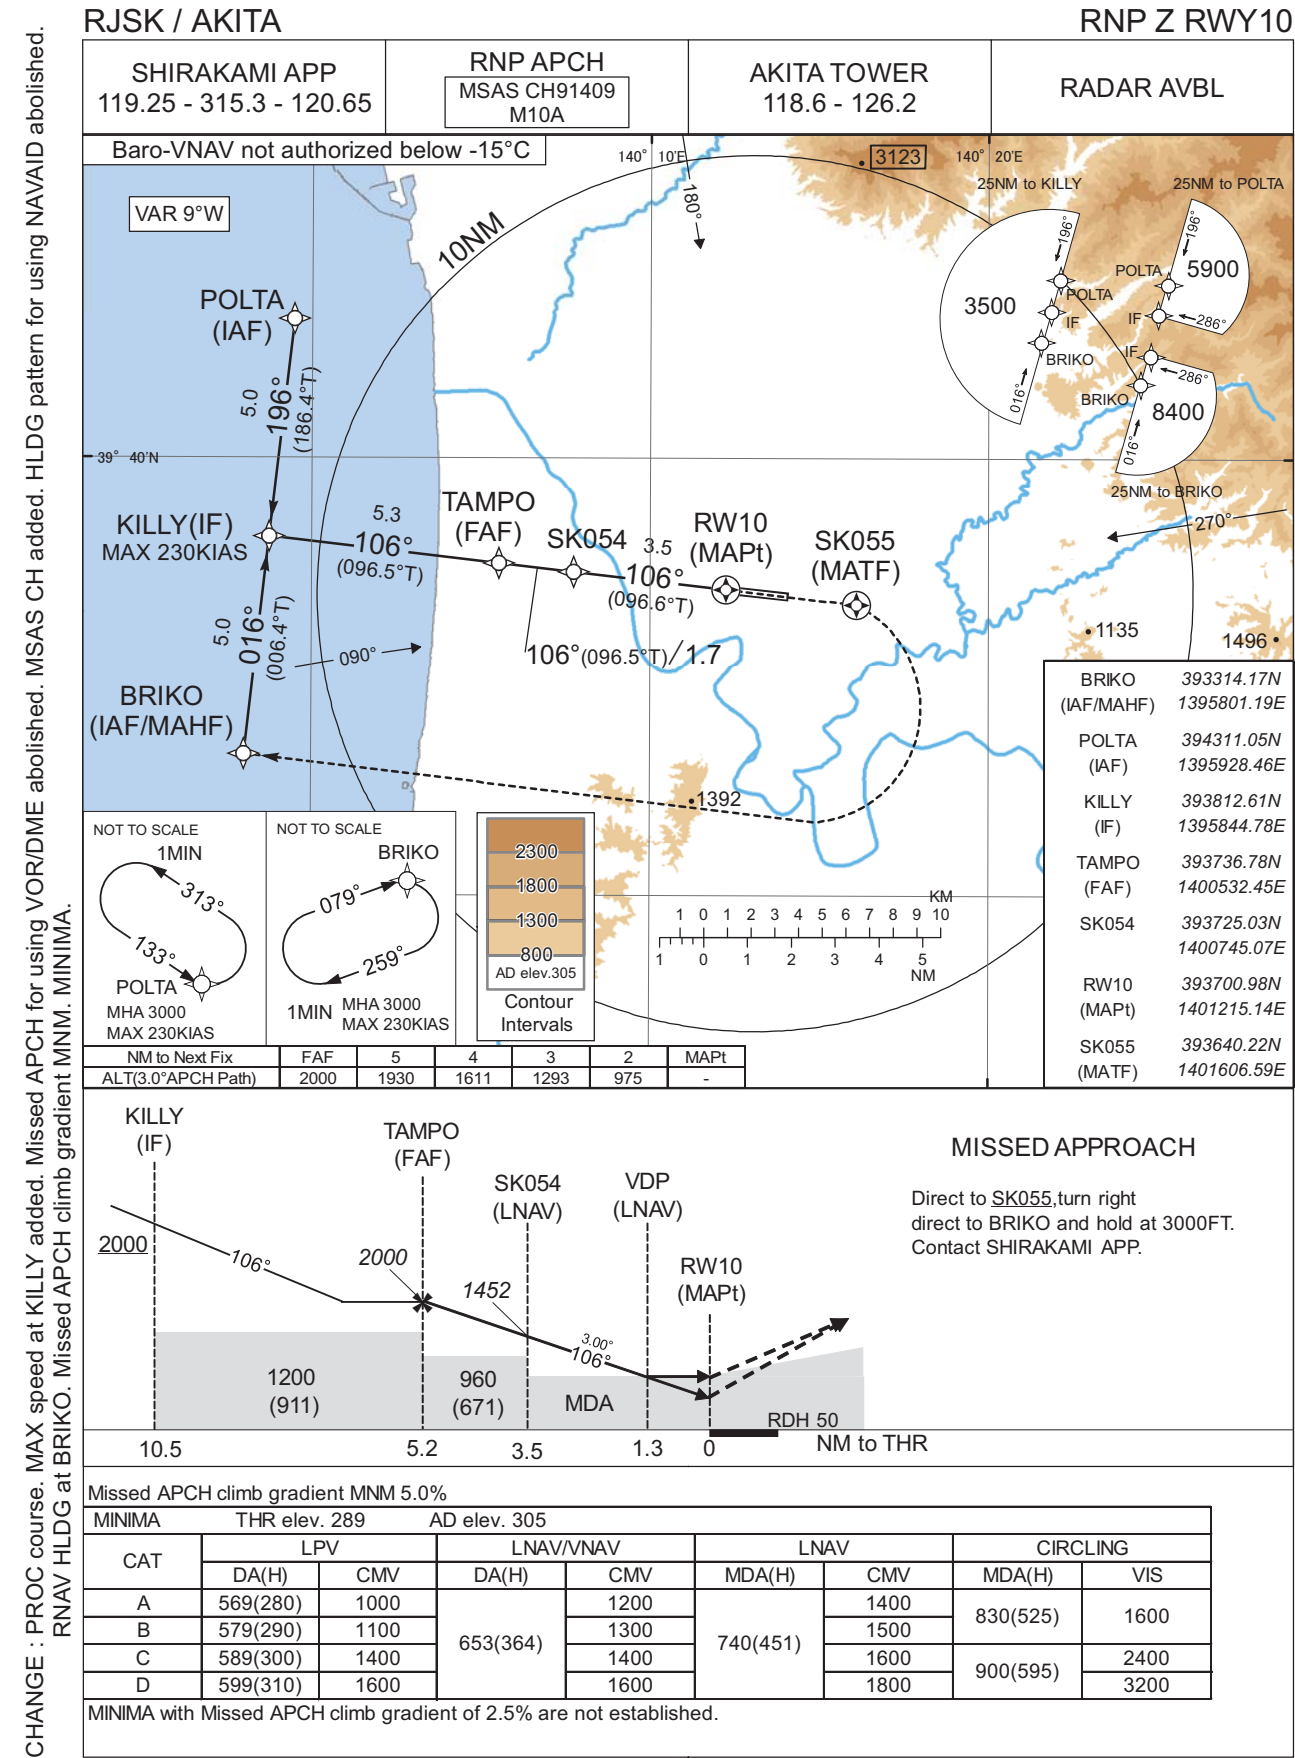 RJSK / AKITA
RNP Z RWY10
SHIRAKAMI APP
119.25 - 315.3 - 120.65
RNP APCH
MSAS CH91409
M10A
AKITA TOWER
118.6 - 126.2
RADAR AVBL
Baro-VNAV not authorized below -15°C
VAR 9°W
140° 10'E
140° 20'E
3123
180°
10NM
25NM to KILLY
25NM to POLTA
196°
196°
3500
5900
POLTA
POLTA
IF
IF
286°
BRIKO
IF
286°
BRIKO
8400
016°
016°
25NM to BRIKO
270°
POLTA
(IAF)
5.0
196°
(186.4°T)
39° 40'N
KILLY(IF)
MAX 230KIAS
5.3
106°
(096.5°T)
TAMPO
(FAF)
SK054
3.5
106°
(096.6°T)
RW10
(MAPt)
SK055
(MATF)
106°(096.5°T)/1.7
5.0
016°
(006.4°T)
090°
BRIKO
(IAF/MAHF)
1135
1496
1392
BRIKO 393314.17N
(IAF/MAHF) 1395801.19E
POLTA 394311.05N
(IAF) 1395928.46E
KILLY 393812.61N
(IF) 1395844.78E
TAMPO 393736.78N
(FAF) 1400532.45E
SK054 393725.03N
1400745.07E
RW10 393700.98N
(MAPt) 1401215.14E
SK055 393640.22N
(MATF) 1401606.59E
NOT TO SCALE
1MIN
313°
133°
POLTA
MHA 3000
MAX 230KIAS
NOT TO SCALE
BRIKO
079°
259°
1MIN
MHA 3000
MAX 230KIAS
2300
1800
1300
800
AD elev.305
Contour
Intervals
KM
1 0 1 2 3 4 5 6 7 8 9 10
1 0 1 2 3 4 5
NM
NM to Next Fix FAF 5 4 3 2 MAPt
ALT(3.0°APCH Path) 2000 1930 1611 1293 975 -
KILLY
(IF)
TAMPO
(FAF)
SK054
(LNAV)
VDP
(LNAV)
RW10
(MAPt)
2000
106°
2000
1452
3.00°
106°
1200
(911)
960
(671)
MDA
RDH 50
10.5 5.2 3.5 1.3 0 NM to THR
MISSED APPROACH
Direct to SK055,turn right
direct to BRIKO and hold at 3000FT.
Contact SHIRAKAMI APP.
Missed APCH climb gradient MNM 5.0%
MINIMA THR elev. 289 AD elev. 305
CAT LPV LNAV/VNAV LNAV CIRCLING
DA(H) CMV DA(H) CMV MDA(H) CMV MDA(H) VIS
A 569(280) 1000 653(364) 1200 740(451) 1400 830(525) 1600
B 579(290) 1100 1300 1500
C 589(300) 1400 1400 1600 900(595) 2400
D 599(310) 1600 1600 1800 3200
MINIMA with Missed APCH climb gradient of 2.5% are not established.
CHANGE : PROC course. MAX speed at KILLY added. Missed APCH for using VOR/DME abolished. MSAS CH added. HLDG pattern for using NAVAID abolished.
RNAV HLDG at BRIKO. Missed APCH climb gradient MNM. MINIMA.